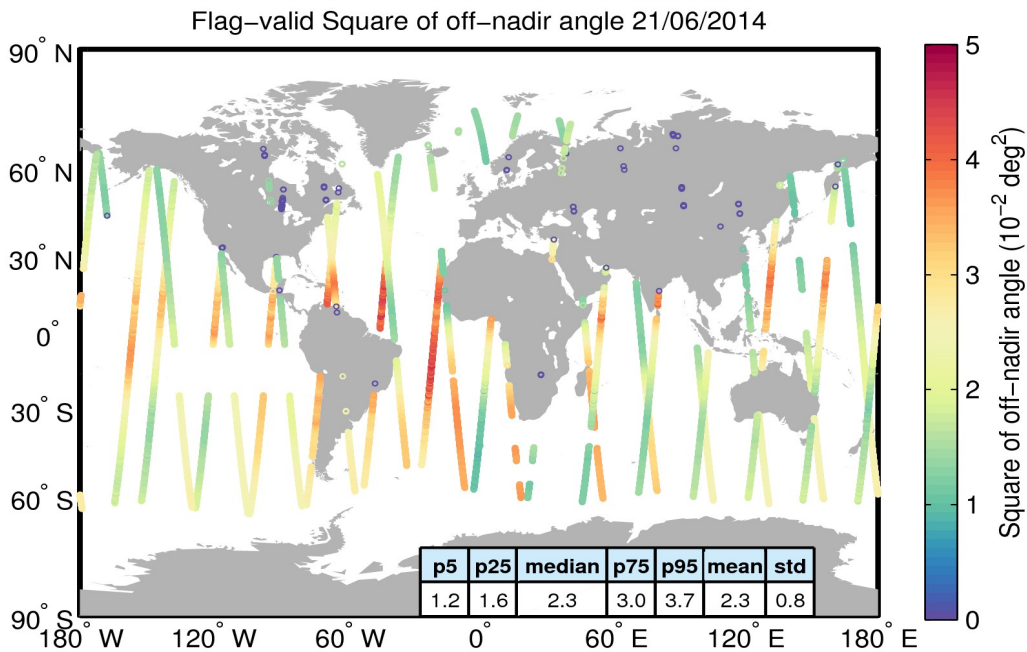 Flag−valid Square of off−nadir angle 21/06/2014
90° N
60° N
30° N
0°
30° S
60° S
90° S
180° W
120° W
60° W
0°
60° E
120° E
180° E
p5 p25 median p75 p95 mean std
1.2 1.6 2.3 3.0 3.7 2.3 0.8
5
4
3
2
1
0
Square of off−nadir angle (10⁻² deg²)